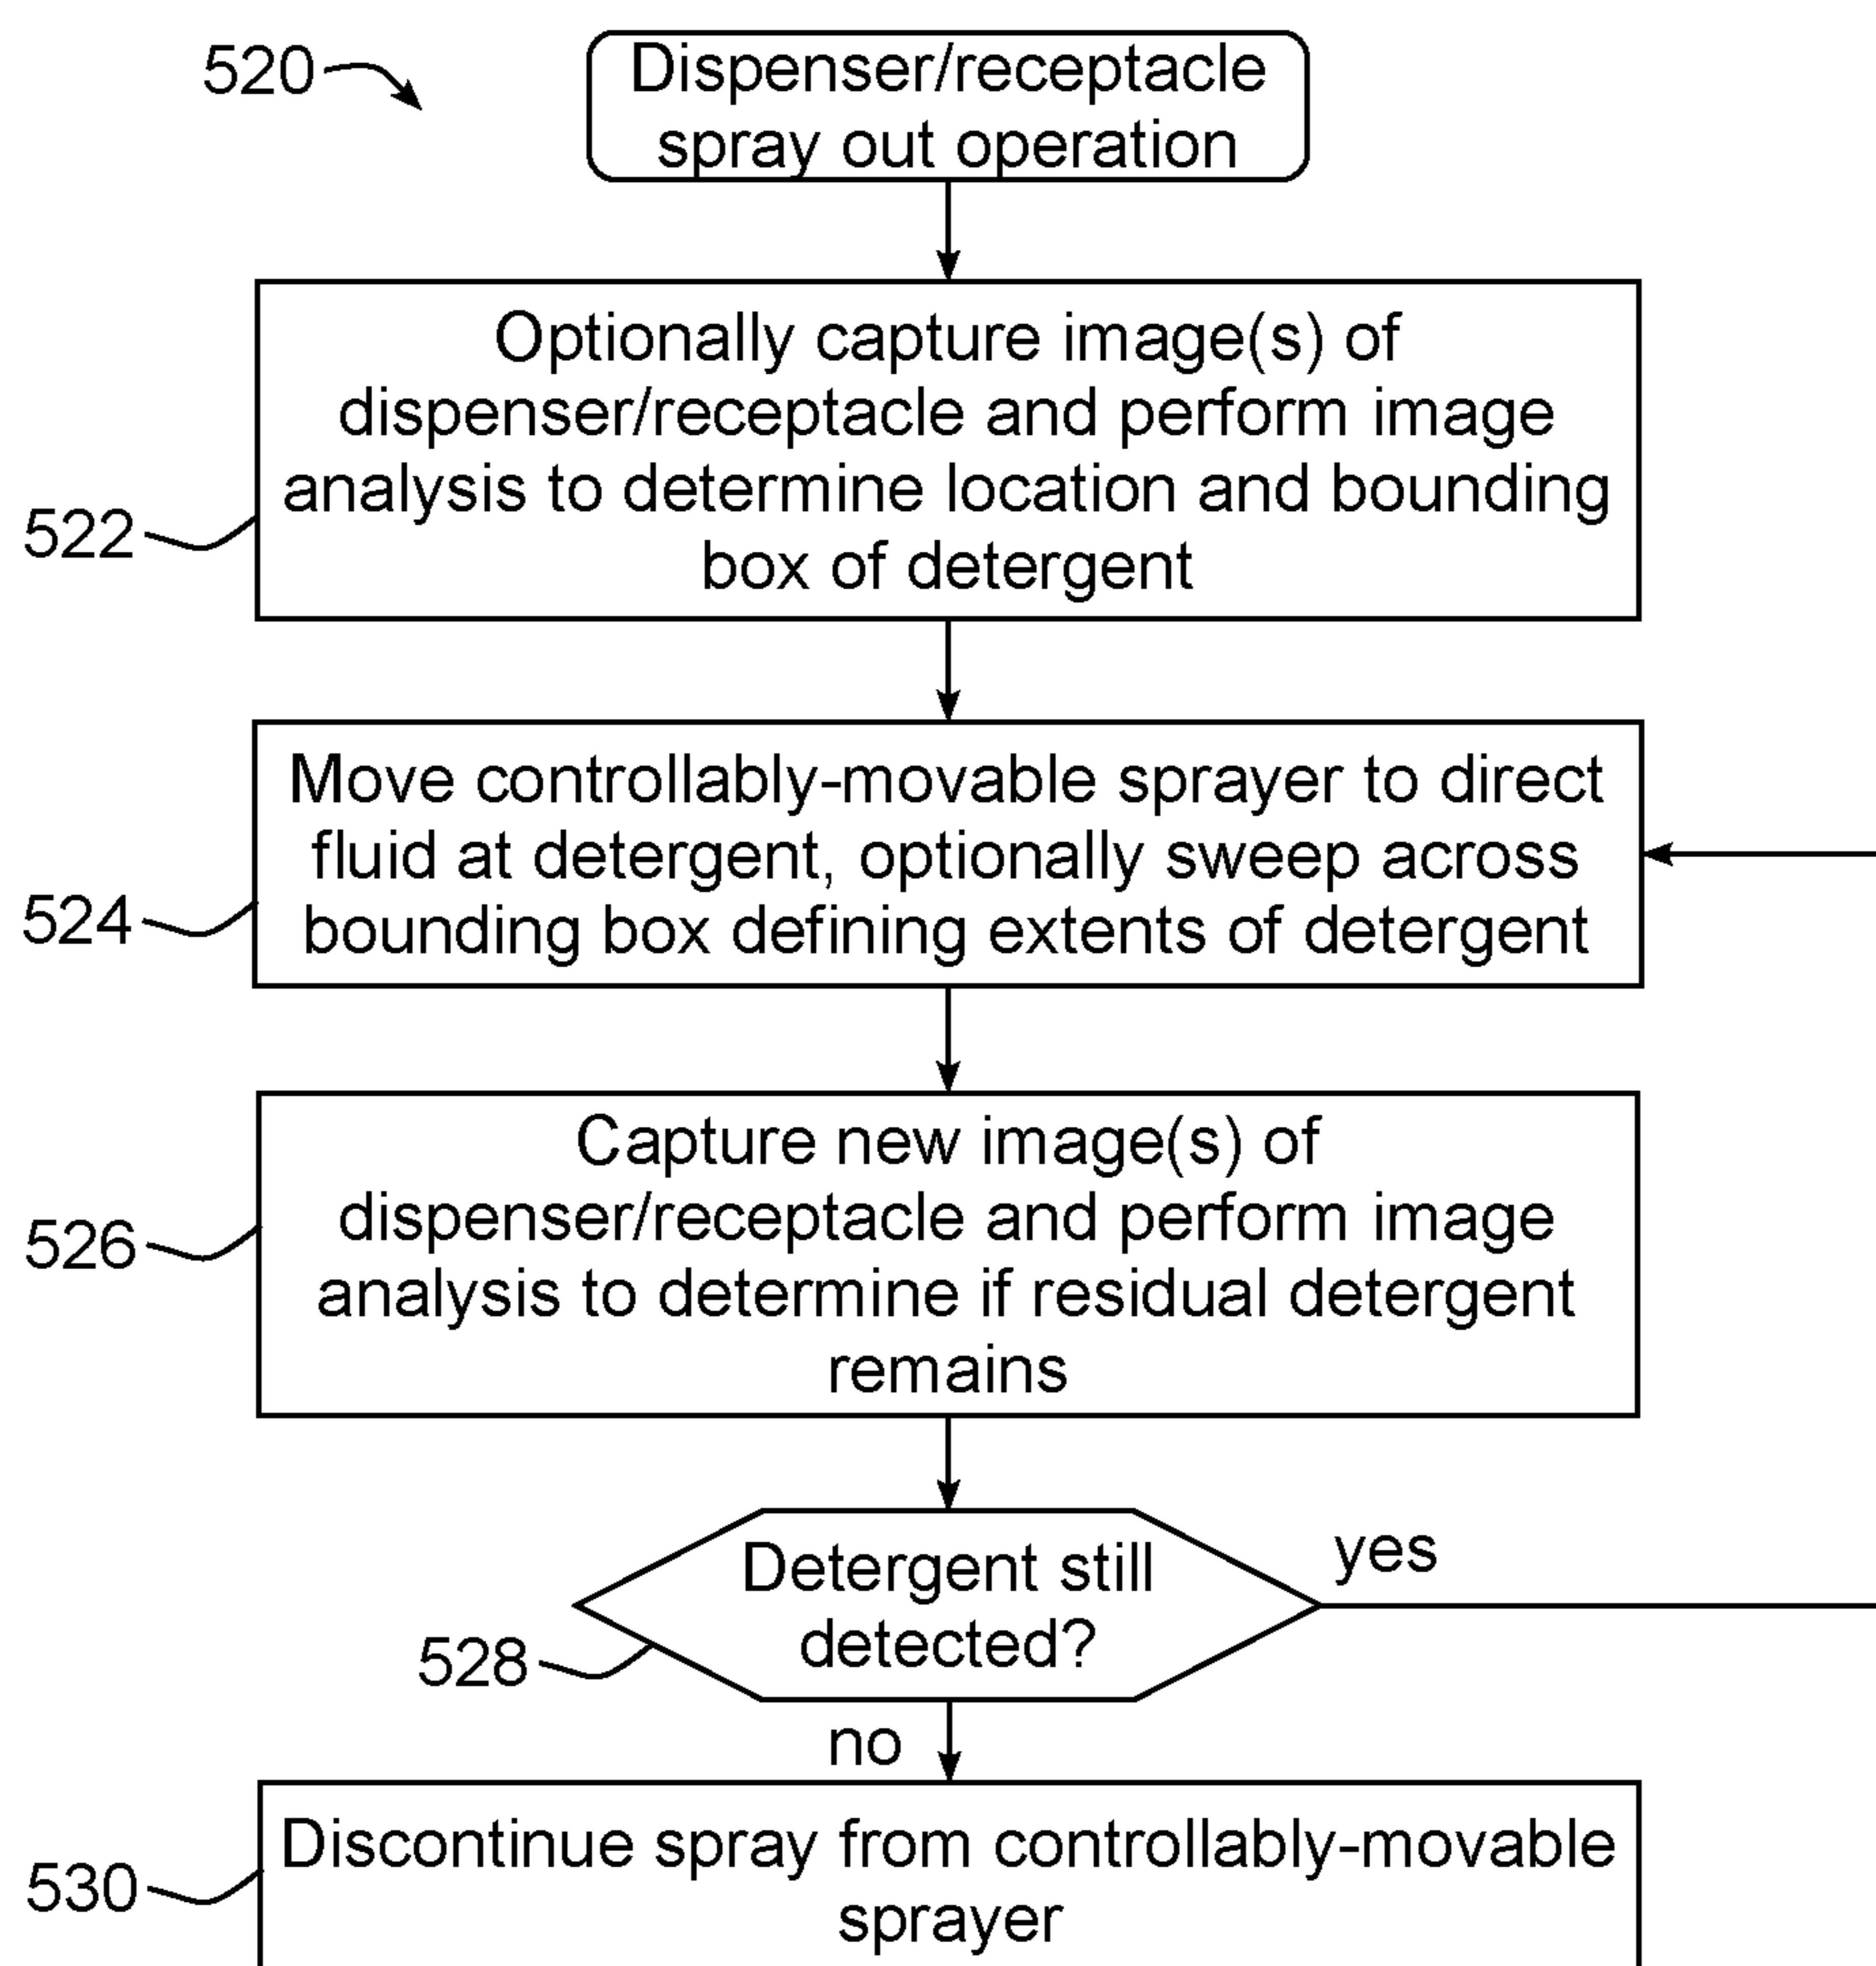 520
Dispenser/receptacle
spray out operation
Optionally capture image(s) of
dispenser/receptacle and perform image
analysis to determine location and bounding
box of detergent
522
Move controllably-movable sprayer to direct
fluid at detergent, optionally sweep across
bounding box defining extents of detergent
524
Capture new image(s) of
dispenser/receptacle and perform image
analysis to determine if residual detergent
remains
526
Detergent still
detected?
yes
528
no
Discontinue spray from controllably-movable
sprayer
530